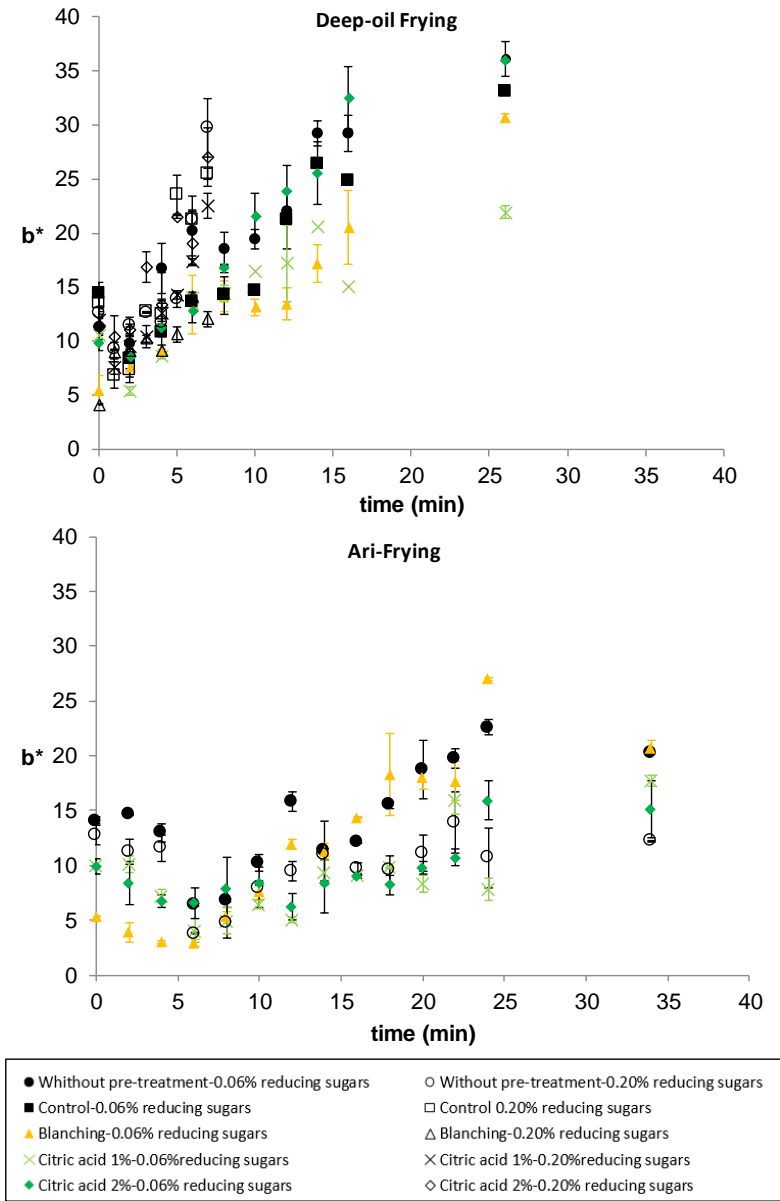 Deep-oil Frying
40
35
30
25
20
15
10
5
0
b*
0 5 10 15 20 25 30 35 40
time (min)
Ari-Frying
40
35
30
25
20
15
10
5
0
b*
0 5 10 15 20 25 30 35 40
time (min)
Whithout pre-treatment-0.06% reducing sugars
Without pre-treatment-0.20% reducing sugars
Control-0.06% reducing sugars
Control 0.20% reducing sugars
Blanching-0.06% reducing sugars
Blanching-0.20% reducing sugars
Citric acid 1%-0.06%reducing sugars
Citric acid 1%-0.20%reducing sugars
Citric acid 2%-0.06% reducing sugars
Citric acid 2%-0.20% reducing sugars